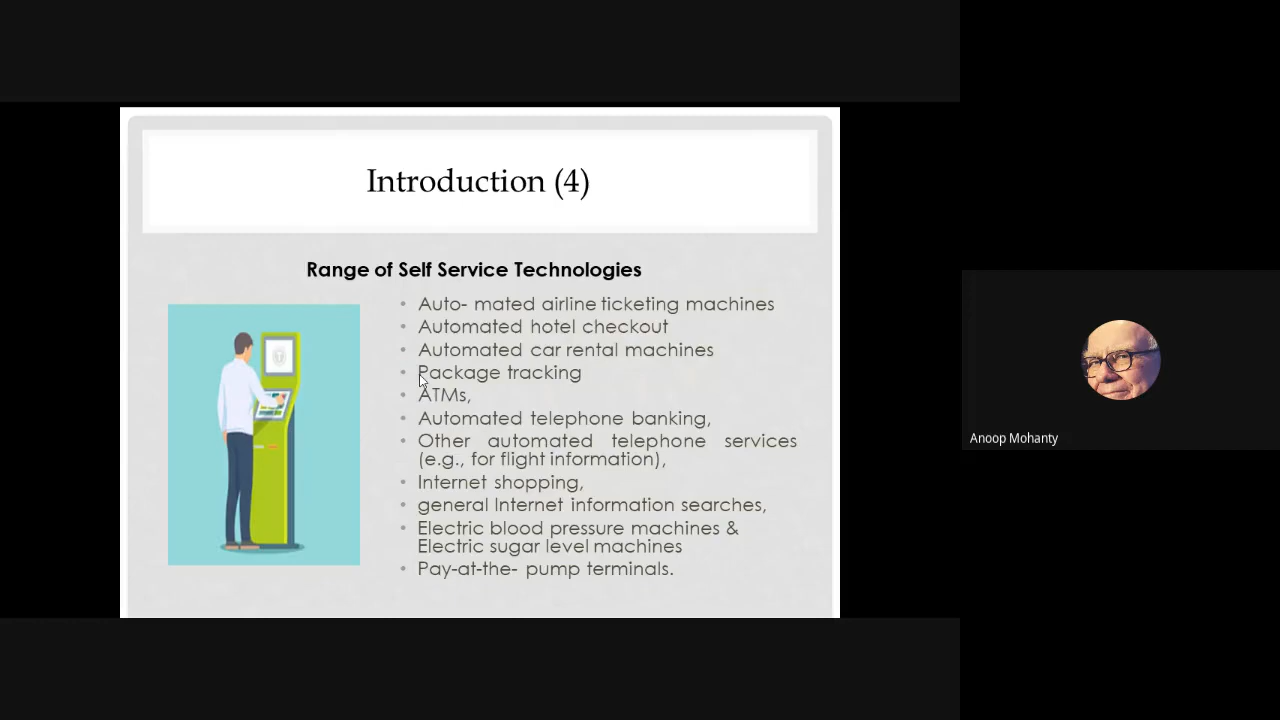 Introduction (4)
Range of Self Service Technologies
• Auto- mated airline ticketing machines
• Automated hotel checkout
• Automated car rental machines
• Package tracking
• ATMs,
• Automated telephone banking,
• Other automated telephone services
(e.g., for flight information),
• Internet shopping,
• general Internet information searches,
• Electric blood pressure machines &
Electric sugar level machines
• Pay-at-the- pump terminals.
Anoop Mohanty